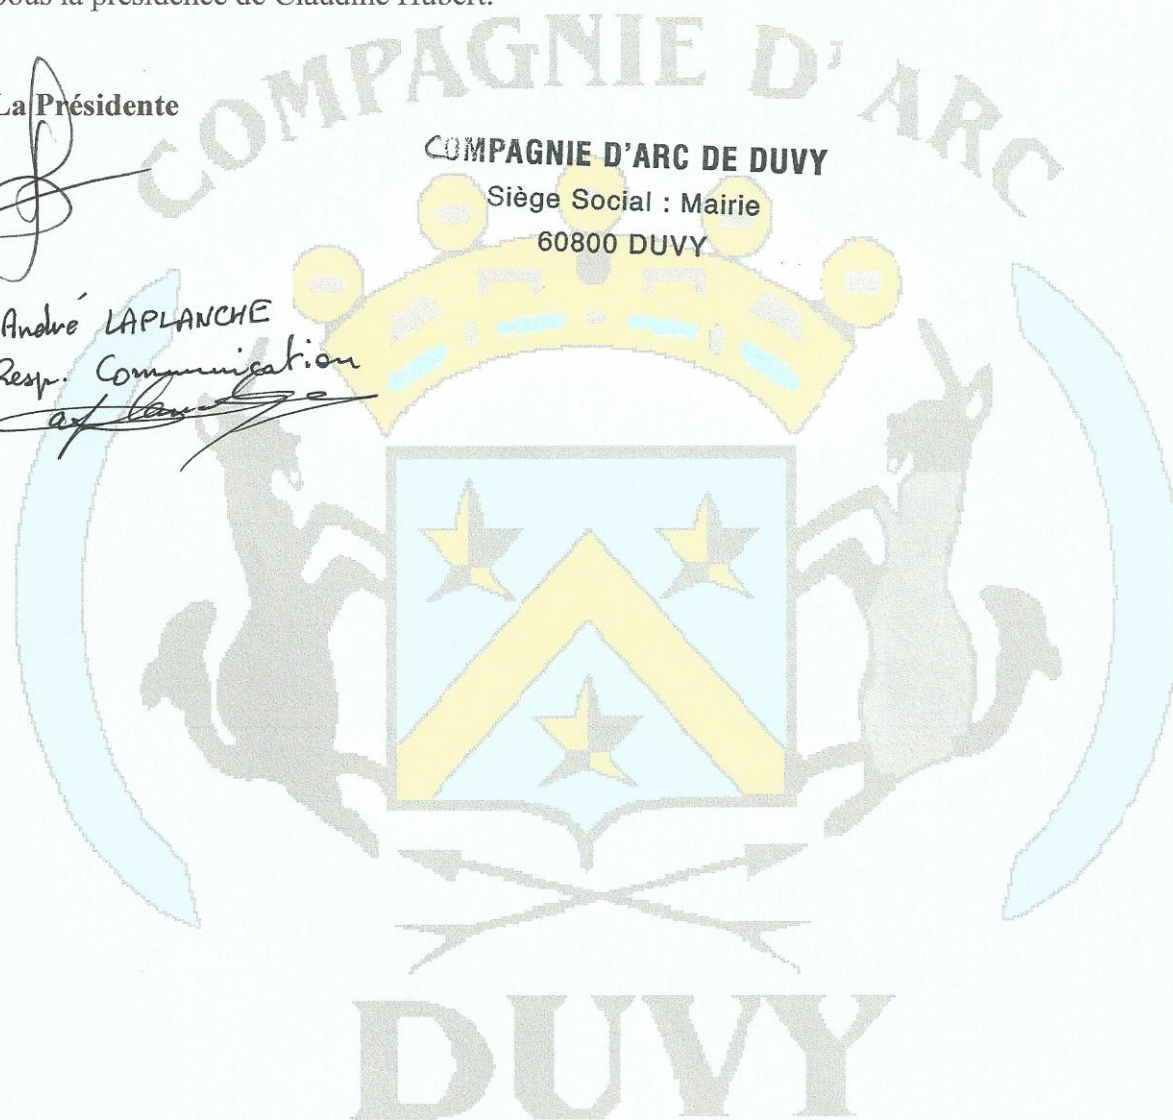 sous la présidence de Claudine Hubert.
COMPAGNIE D' ARC
La Présidente
COMPAGNIE D'ARC DE DUVY
Siège Social : Mairie
60800 DUVY
André LAPLANCHE
Resp. Communication
DUVY